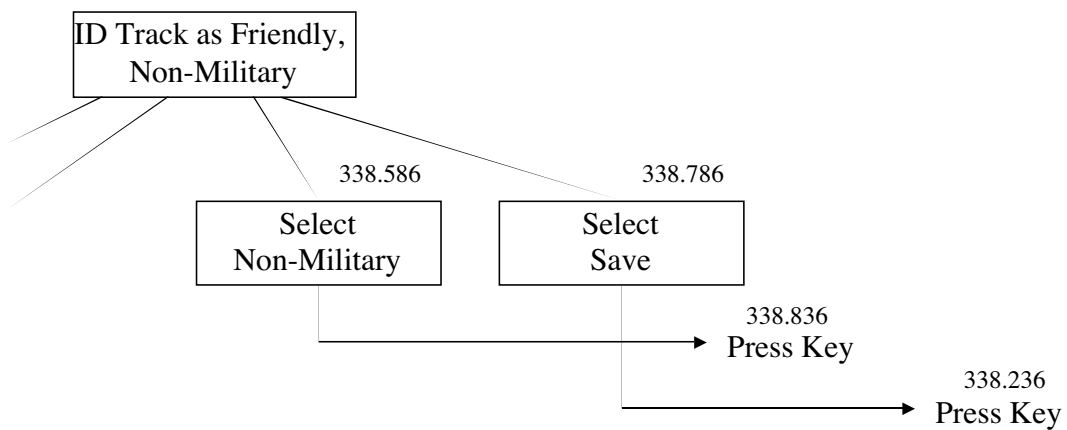 ID Track as Friendly,
Non-Military
338.586
338.786
Select
Non-Military
Select
Save
338.836
Press Key
338.236
Press Key